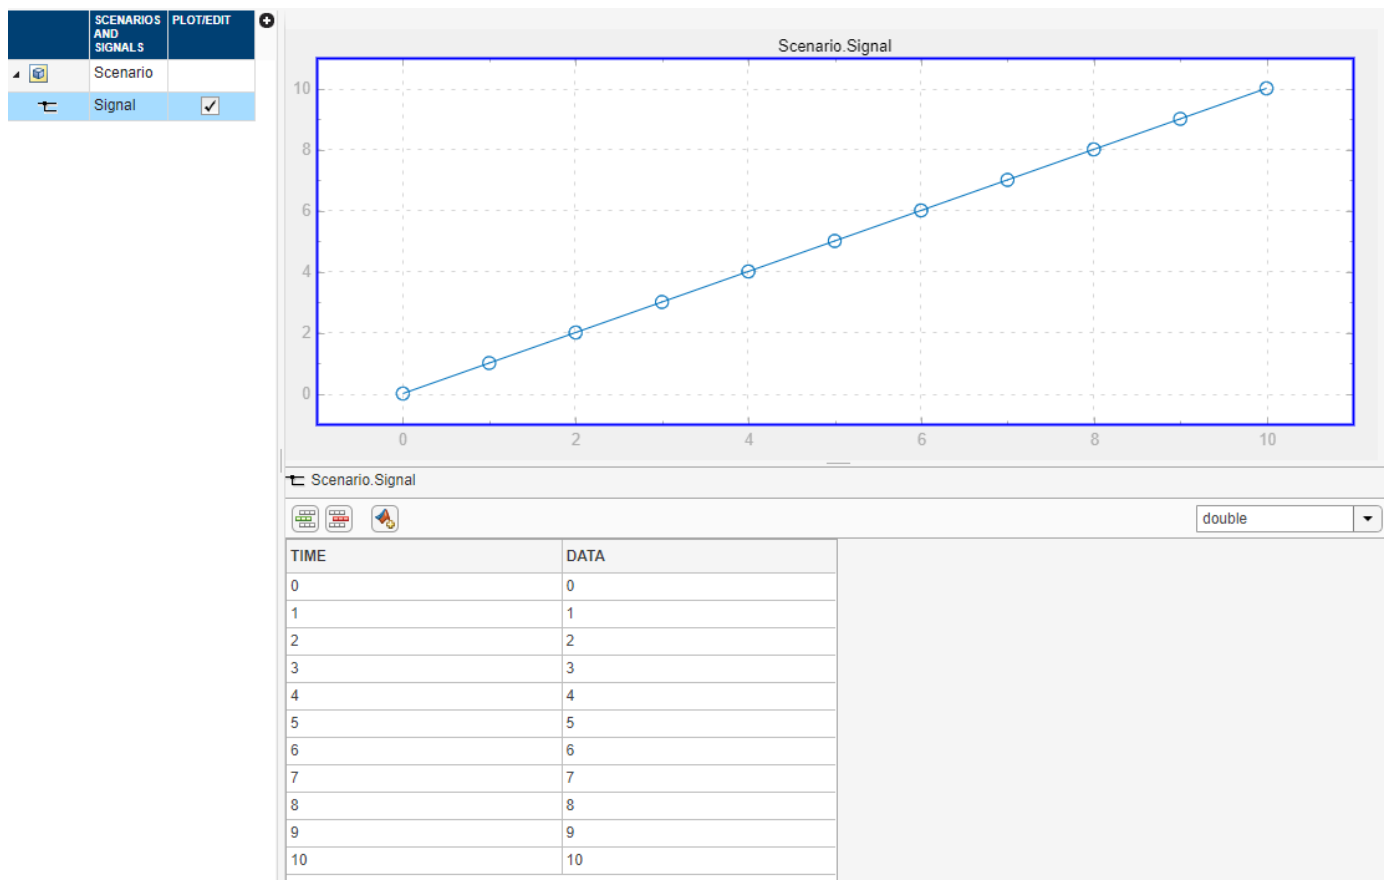 SCENARIOS AND SIGNALS PLOT/EDIT
Scenario
Signal
Scenario.Signal
10
8
6
4
2
0
0 2 4 6 8 10
Scenario.Signal
double
TIME DATA
0 0
1 1
2 2
3 3
4 4
5 5
6 6
7 7
8 8
9 9
10 10